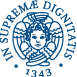 IN SUPREMÆ DIGNITATIS
· 1343 ·